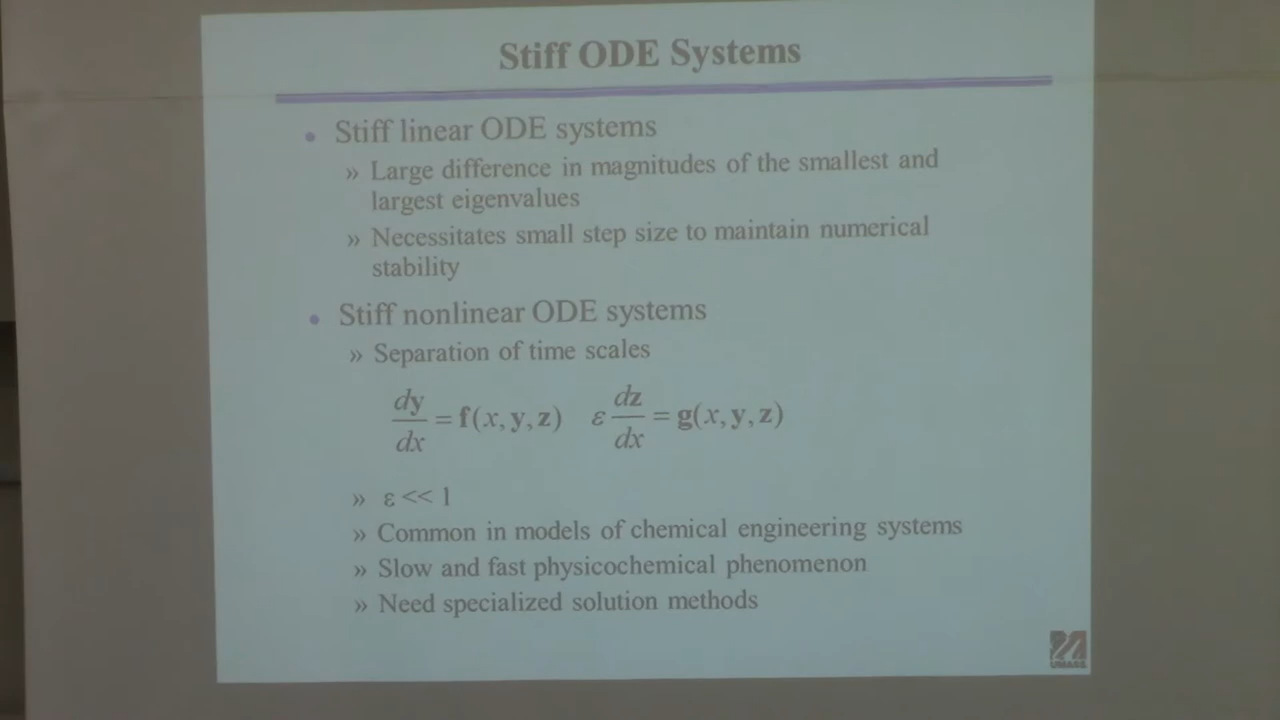 Stiff ODE Systems
• Stiff linear ODE systems
» Large difference in magnitudes of the smallest and
largest eigenvalues
» Necessitates small step size to maintain numerical
stability
• Stiff nonlinear ODE systems
» Separation of time scales
dy/dx = f(x, y, z)   ε dz/dx = g(x, y, z)
» ε << 1
» Common in models of chemical engineering systems
» Slow and fast physicochemical phenomenon
» Need specialized solution methods
UMASS